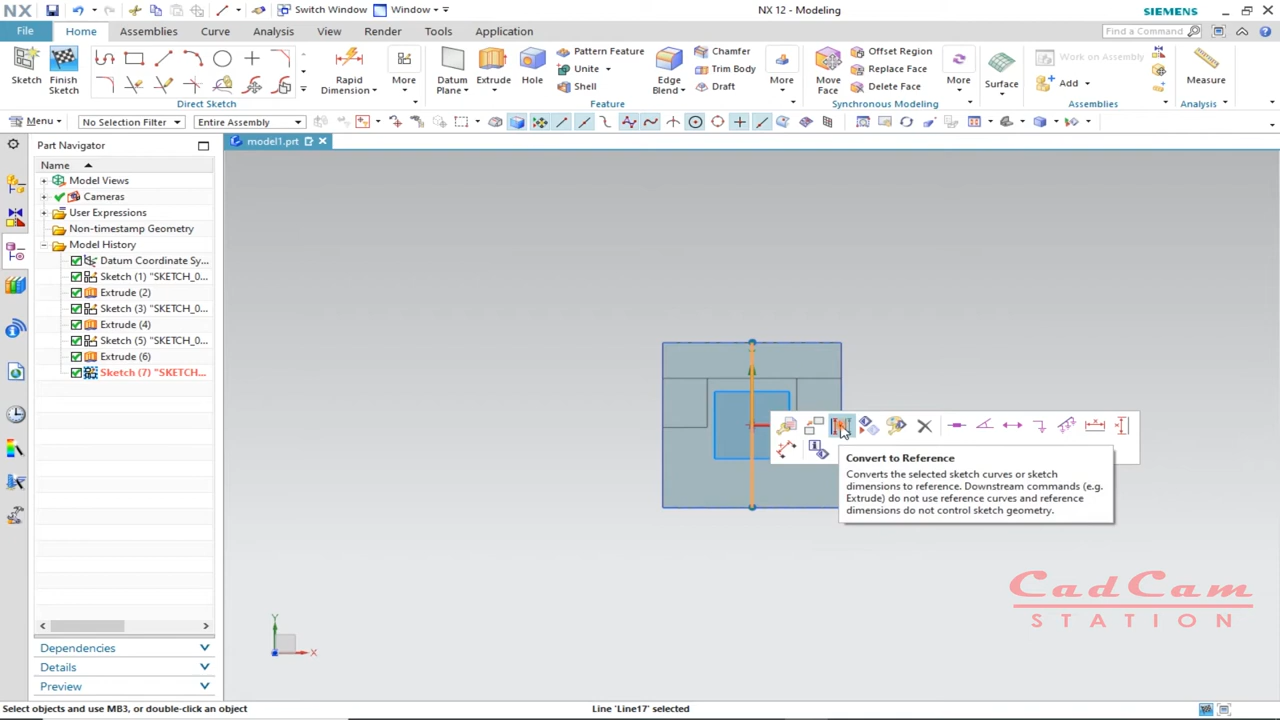 NX
Switch Window
Window
NX 12 - Modeling
SIEMENS
File
Home
Assemblies
Curve
Analysis
View
Render
Tools
Application
Find a Command
Sketch
Finish
Sketch
Rapid
Dimension
More
Direct Sketch
Datum
Plane
Extrude
Hole
Pattern Feature
Unite
Shell
Edge
Blend
Chamfer
Trim Body
Draft
More
Feature
Move
Face
Offset Region
Replace Face
Delete Face
More
Synchronous Modeling
Surface
Work on Assembly
Add
Assemblies
Measure
Analysis
Menu
No Selection Filter
Entire Assembly
Part Navigator
model1.prt
Name
Model Views
Cameras
User Expressions
Non-timestamp Geometry
Model History
Datum Coordinate Sy...
Sketch (1) "SKETCH_0...
Extrude (2)
Sketch (3) "SKETCH_0...
Extrude (4)
Sketch (5) "SKETCH_0...
Extrude (6)
Sketch (7) "SKETCH...
Convert to Reference
Converts the selected sketch curves or sketch
dimensions to reference. Downstream commands (e.g.
Extrude) do not use reference curves and reference
dimensions do not control sketch geometry.
CadCam
STATION
Y
X
Dependencies
Details
Preview
Select objects and use MB3, or double-click an object
Line 'Line17' selected